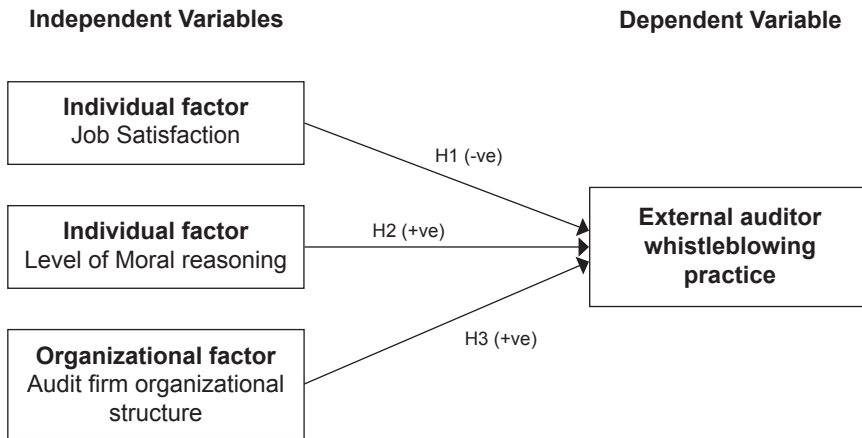 Independent Variables
Dependent Variable
Individual factor
Job Satisfaction
H1 (-ve)
Individual factor
Level of Moral reasoning
H2 (+ve)
External auditor
whistleblowing
practice
Organizational factor
Audit firm organizational
structure
H3 (+ve)